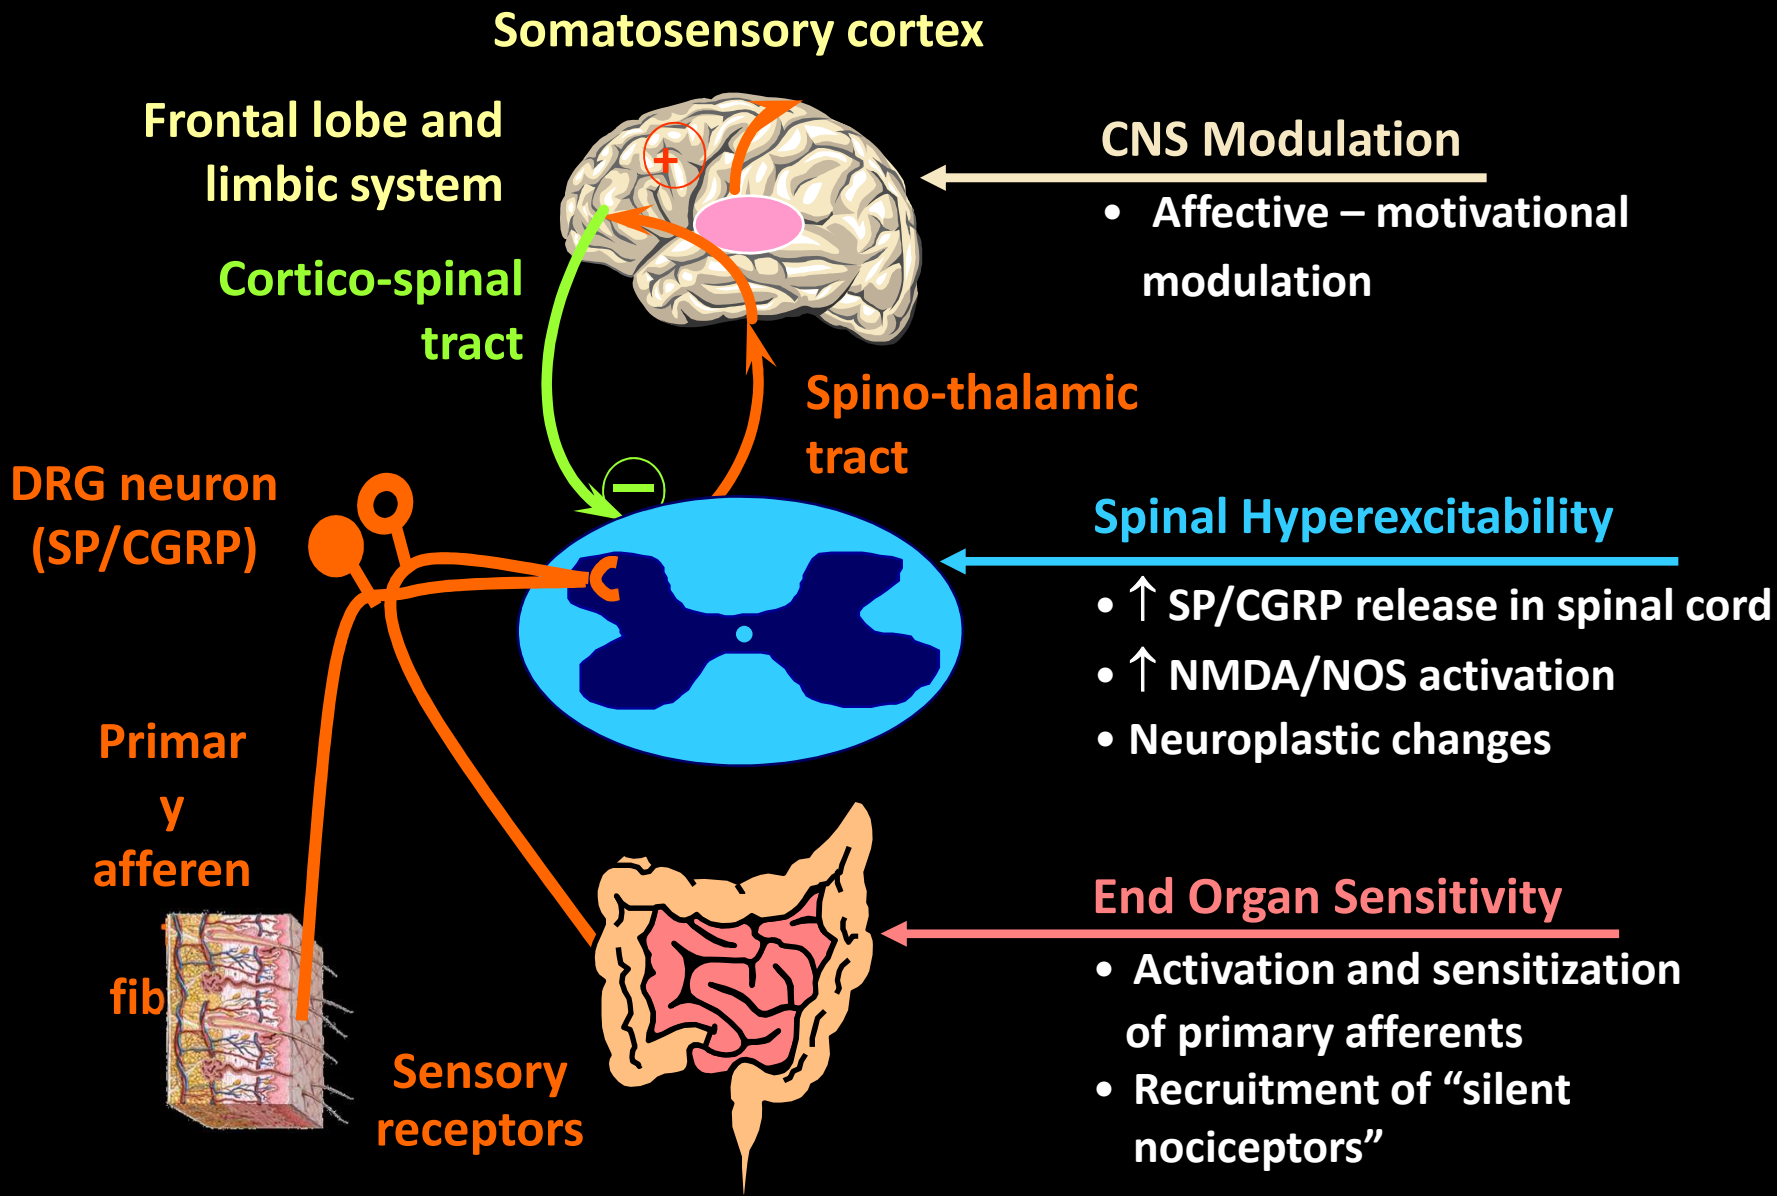 Somatosensory cortex
Frontal lobe and
limbic system
+
Cortico-spinal
tract
Spino-thalamic
tract
−
DRG neuron
(SP/CGRP)
Primar
y
afferen
fib
Sensory
receptors
CNS Modulation
• Affective – motivational
modulation
Spinal Hyperexcitability
• ↑ SP/CGRP release in spinal cord
• ↑ NMDA/NOS activation
• Neuroplastic changes
End Organ Sensitivity
• Activation and sensitization
of primary afferents
• Recruitment of “silent
nociceptors”